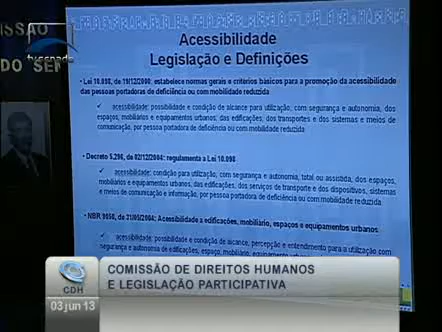 SSÃO
tvsenado
DO SEN
Acessibilidade
Legislação e Definições
• Lei 10.098, de 19/12/2000: estabelece normas gerais e critérios básicos para a promoção da acessibilidade
das pessoas portadoras de deficiência ou com mobilidade reduzida
✓ acessibilidade: possibilidade e condição de alcance para utilização, com segurança e autonomia, dos
espaços, mobiliários e equipamentos urbanos, das edificações, dos transportes e dos sistemas e meios de
comunicação, por pessoa portadora de deficiência ou com mobilidade reduzida
• Decreto 5.296, de 02/12/2004: regulamenta a Lei 10.098
✓ acessibilidade: condição para utilização, com segurança e autonomia, total ou assistida, dos espaços,
mobiliários e equipamentos urbanos, das edificações, dos serviços de transporte e dos dispositivos, sistemas
e meios de comunicação e informação, por pessoa portadora de deficiência ou com mobilidade reduzida
• NBR 9050, de 31/05/2004: Acessibilidade a edificações, mobiliário, espaços e equipamentos urbanos
✓ acessibilidade: possibilidade e condição de alcance, percepção e entendimento para a utilização com
segurança e autonomia de edificações, espaço, mobiliário, equipamento urbano
CDH
COMISSÃO DE DIREITOS HUMANOS
E LEGISLAÇÃO PARTICIPATIVA
03 jun 13